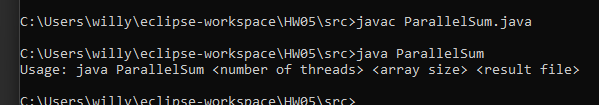 C:\Users\willy\eclipse-workspace\HW05\src>javac ParallelSum.java
C:\Users\willy\eclipse-workspace\HW05\src>java ParallelSum
Usage: java ParallelSum <number of threads> <array size> <result file>
C:\Users\willy\eclipse-workspace\HW05\src>